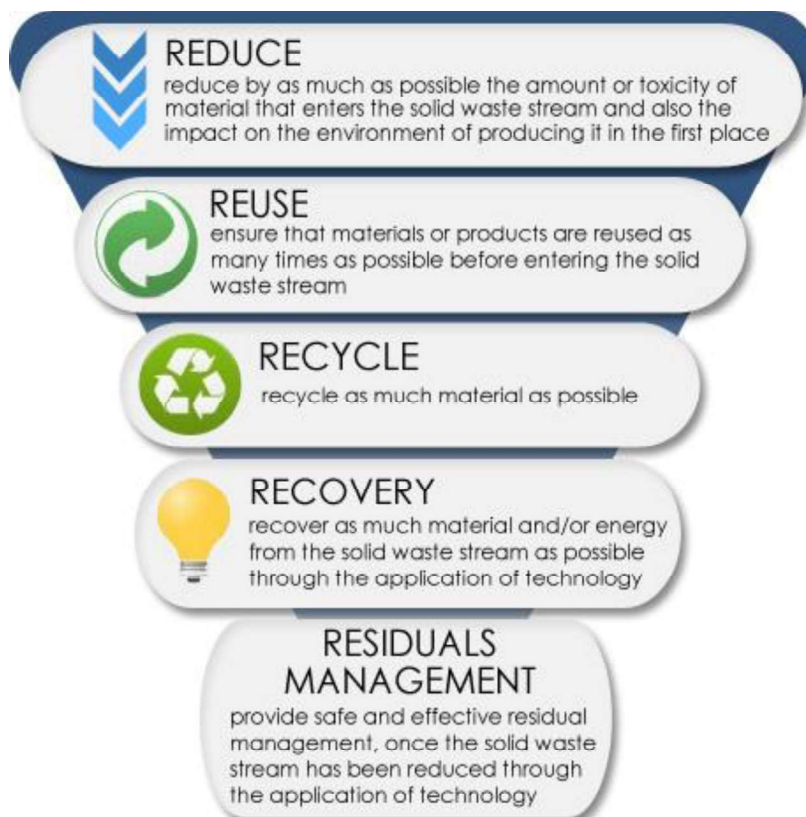 REDUCE
reduce by as much as possible the amount or toxicity of
material that enters the solid waste stream and also the
impact on the environment of producing it in the first place
REUSE
ensure that materials or products are reused as
many times as possible before entering the solid
waste stream
RECYCLE
recycle as much material as possible
RECOVERY
recover as much material and/or energy
from the solid waste stream as possible
through the application of technology
RESIDUALS
MANAGEMENT
provide safe and effective residual
management, once the solid waste
stream has been reduced through
the application of technology